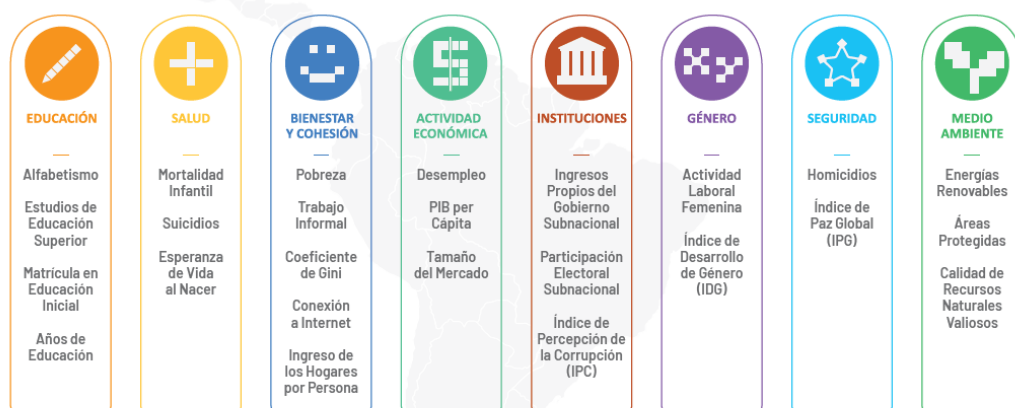 EDUCACIÓN
Alfabetismo
Estudios de
Educación
Superior
Matrícula en
Educación
Inicial
Años de
Educación
SALUD
Mortalidad
Infantil
Suicidios
Esperanza
de Vida
al Nacer
BIENESTAR
Y COHESIÓN
Pobreza
Trabajo
Informal
Coeficiente
de Gini
Conexión
a Internet
Ingreso de
los Hogares
por Persona
ACTIVIDAD
ECONÓMICA
Desempleo
PIB per
Cápita
Tamaño
del Mercado
INSTITUCIONES
Ingresos
Propios del
Gobierno
Subnacional
Participación
Electoral
Subnacional
Índice de
Percepción de
la Corrupción
(IPC)
GÉNERO
Actividad
Laboral
Femenina
Índice de
Desarrollo
de Género
(IDG)
SEGURIDAD
Homicidios
Índice de
Paz Global
(IPG)
MEDIO
AMBIENTE
Energías
Renovables
Áreas
Protegidas
Calidad de
Recursos
Naturales
Valiosos